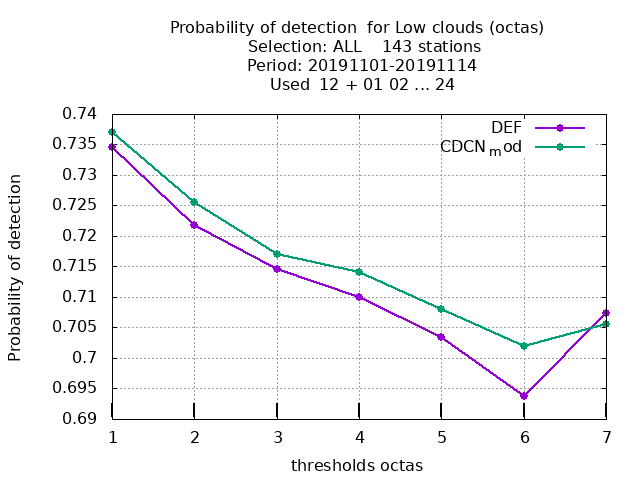 Probability of detection  for Low clouds (octas)
Selection: ALL    143 stations
Period: 20191101-20191114
Used  12 + 01 02 ... 24
DEF
CDCN_mod
0.74
0.735
0.73
0.725
0.72
0.715
0.71
0.705
0.7
0.695
0.69
Probability of detection
1 2 3 4 5 6 7
thresholds octas